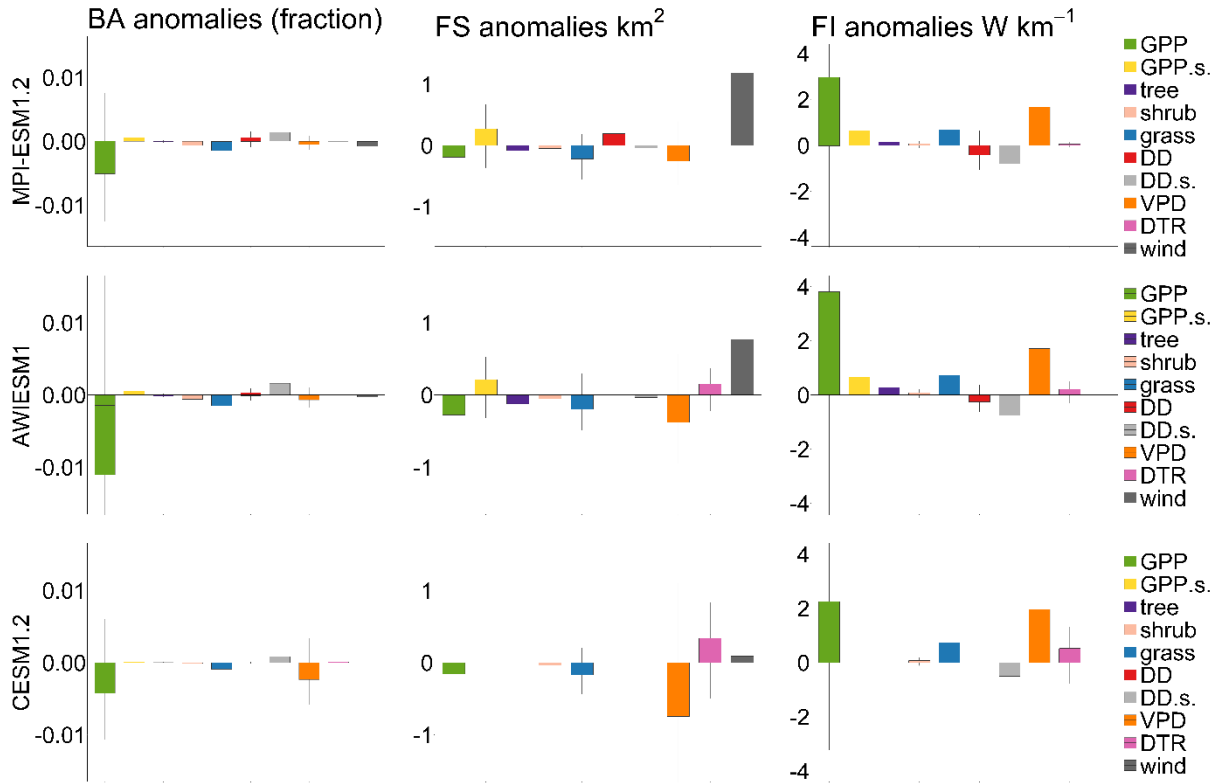 BA anomalies (fraction)
FS anomalies km²
FI anomalies W km⁻¹
MPI-ESM1.2
0.01
0.00
-0.01
1
0
-1
4
2
0
-2
-4
GPP
GPP.s.
tree
shrub
grass
DD
DD.s.
VPD
DTR
wind
AWIESM1
0.01
0.00
-0.01
1
0
-1
4
2
0
-2
-4
GPP
GPP.s.
tree
shrub
grass
DD
DD.s.
VPD
DTR
wind
CESM1.2
0.01
0.00
-0.01
1
0
-1
4
2
0
-2
-4
GPP
GPP.s.
tree
shrub
grass
DD
DD.s.
VPD
DTR
wind